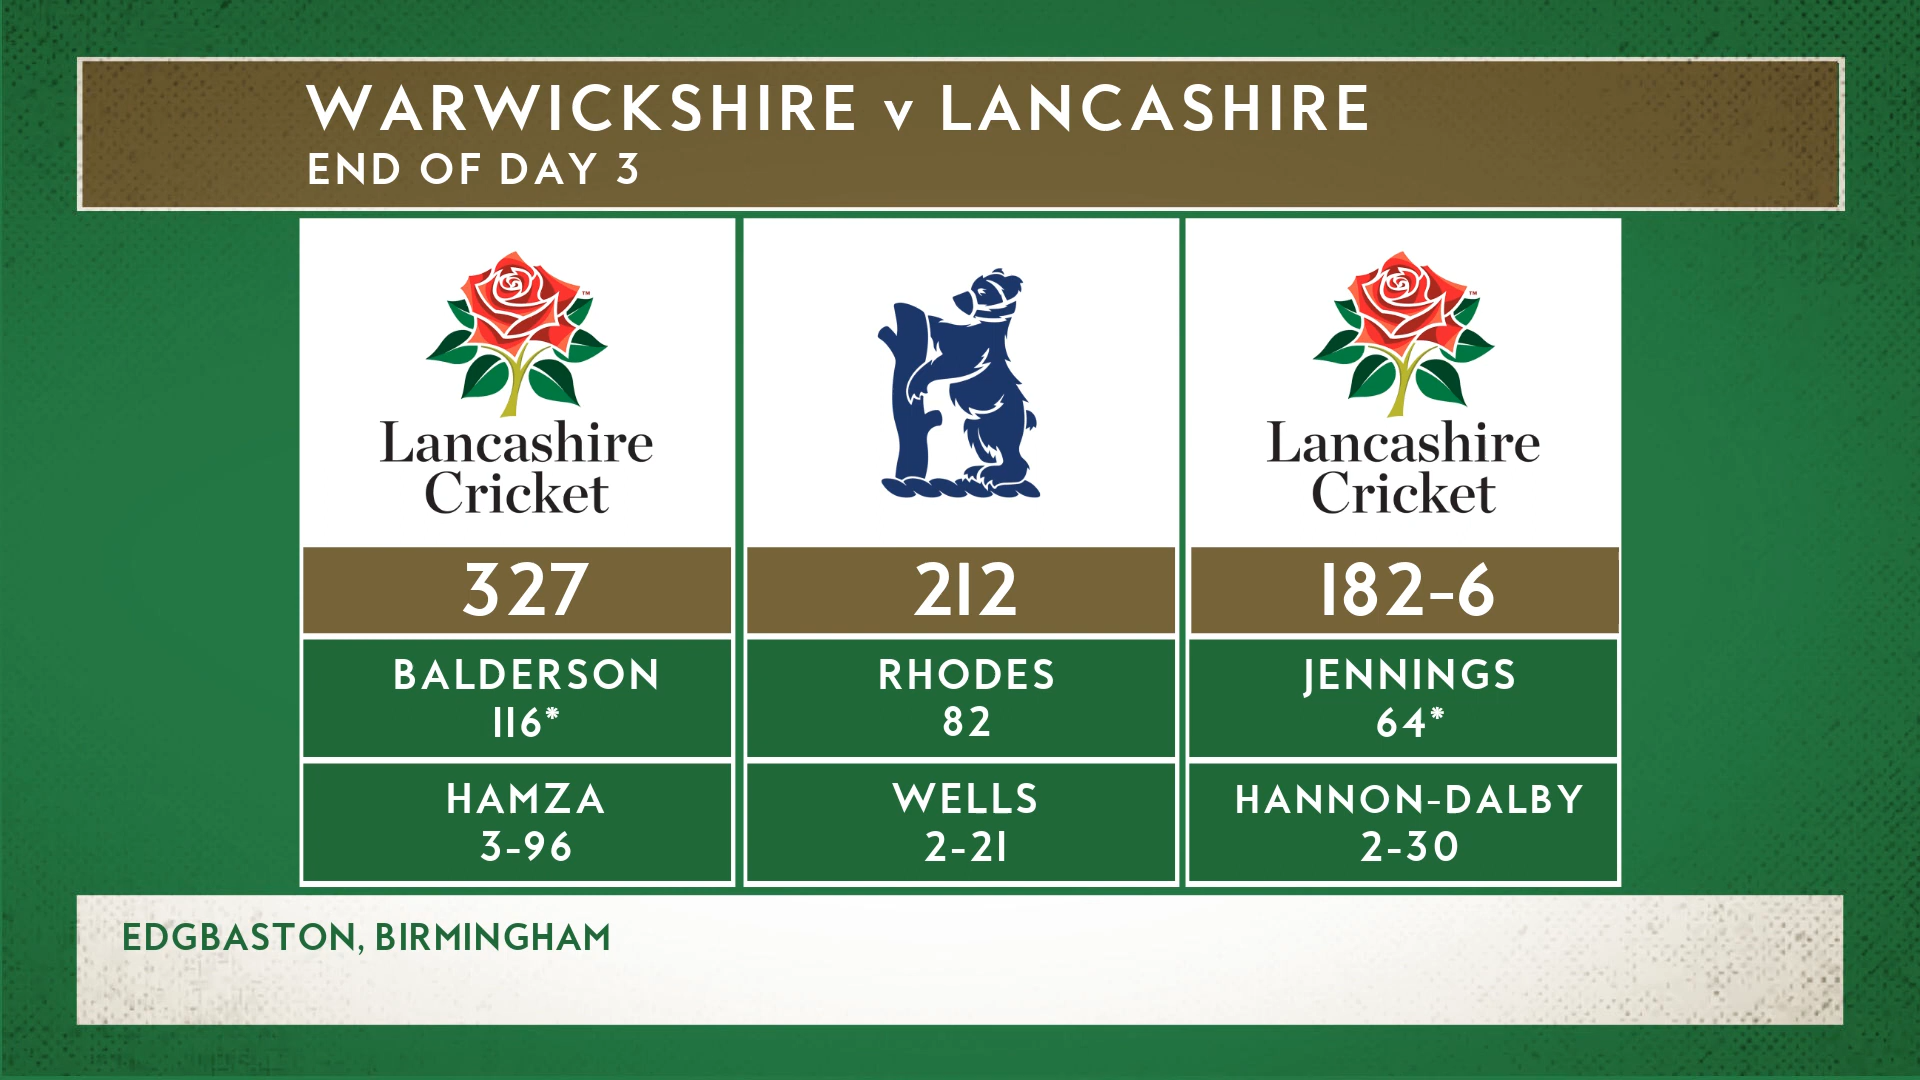 WARWICKSHIRE v LANCASHIRE
END OF DAY 3
Lancashire
Cricket
327
BALDERSON
116*
HAMZA
3-96
212
RHODES
82
WELLS
2-21
Lancashire
Cricket
182-6
JENNINGS
64*
HANNON-DALBY
2-30
EDGBASTON, BIRMINGHAM